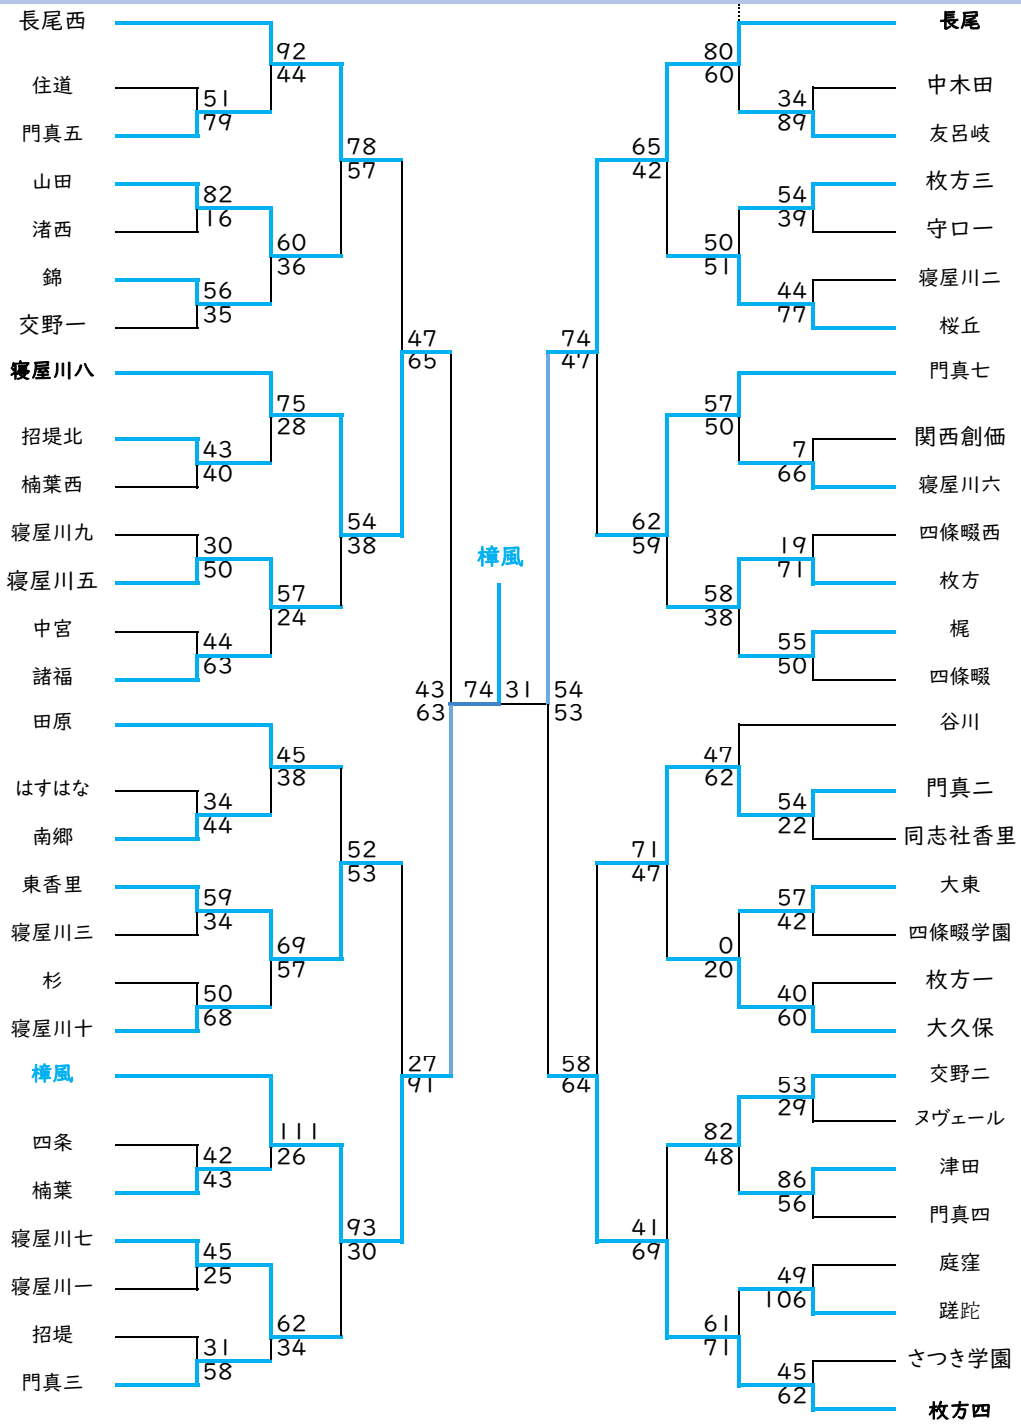 長尾西
92
44
住道
51
79
門真五
78
57
山田
82
16
渚西
60
36
錦
56
35
交野一
47
65
寝屋川八
75
28
招堤北
43
40
楠葉西
54
38
寝屋川九
30
50
寝屋川五
57
24
中宮
44
63
諸福
43
63
田原
45
38
はすはな
34
44
南郷
52
53
東香里
59
34
寝屋川三
69
57
杉
50
68
寝屋川十
27
91
樟風
111
26
四条
42
43
楠葉
93
30
寝屋川七
45
25
寝屋川一
62
34
招堤
31
58
門真三
樟風
74 31
長尾
80
60
中木田
34
89
友呂岐
65
42
枚方三
54
39
守口一
50
51
寝屋川二
44
77
桜丘
74
47
門真七
57
50
関西創価
7
66
寝屋川六
62
59
四條畷西
19
71
枚方
58
38
梶
55
50
四條畷
54
53
谷川
47
62
門真二
54
22
同志社香里
71
47
大東
57
42
四條畷学園
0
20
枚方一
40
60
大久保
58
64
交野二
53
29
ヌヴェール
82
48
津田
86
56
門真四
41
69
庭窪
49
106
蹉跎
61
71
さつき学園
45
62
枚方四